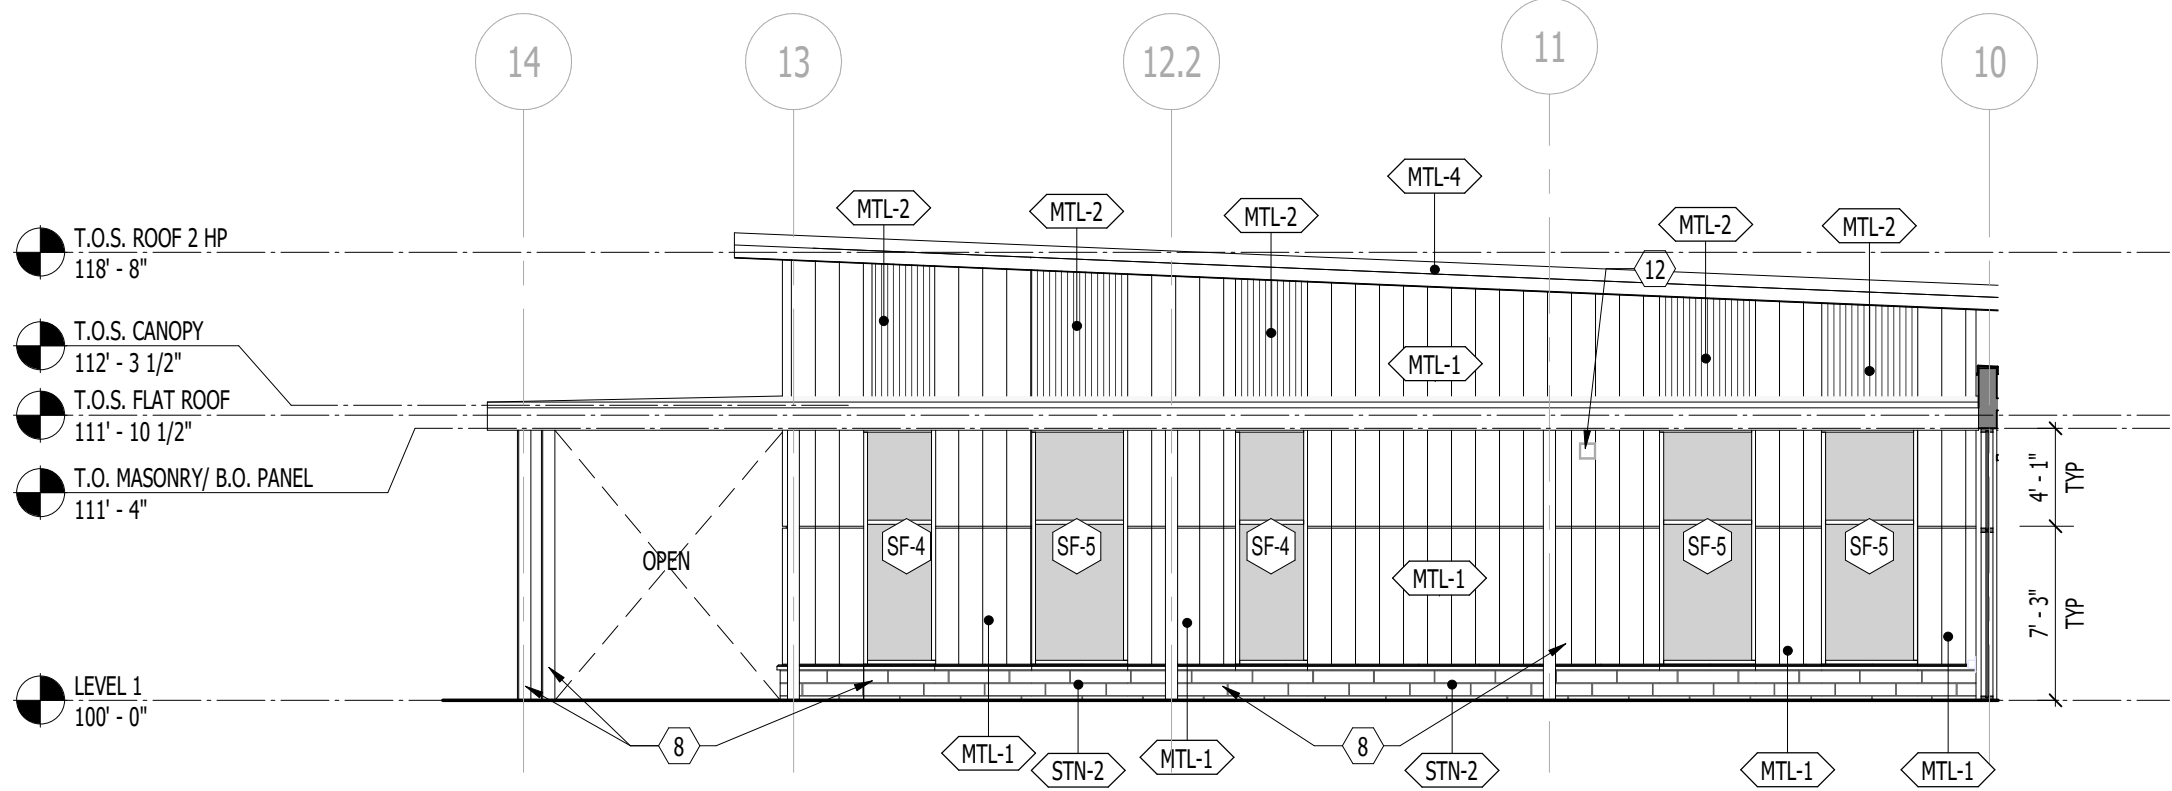 14
13
12.2
11
10
MTL-4
MTL-2
MTL-2
MTL-2
MTL-2
MTL-2
T.O.S. ROOF 2 HP
118' - 8"
12
T.O.S. CANOPY
112' - 3 1/2"
MTL-1
T.O.S. FLAT ROOF
111' - 10 1/2"
T.O. MASONRY/ B.O. PANEL
111' - 4"
4' - 1"
TYP
OPEN
SF-4
SF-5
SF-4
SF-5
SF-5
MTL-1
7' - 3"
TYP
LEVEL 1
100' - 0"
8
MTL-1
STN-2
MTL-1
8
STN-2
MTL-1
MTL-1